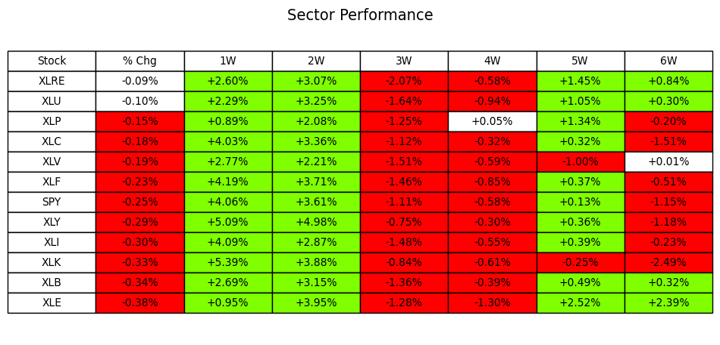 Sector Performance
Stock % Chg 1W 2W 3W 4W 5W 6W
XLRE -0.09% +2.60% +3.07% -2.07% -0.58% +1.45% +0.84%
XLU -0.10% +2.29% +3.25% -1.64% -0.94% +1.05% +0.30%
XLP -0.15% +0.89% +2.08% -1.25% +0.05% +1.34% -0.20%
XLC -0.18% +4.03% +3.36% -1.12% -0.32% +0.32% -1.51%
XLV -0.19% +2.77% +2.21% -1.51% -0.59% -1.00% +0.01%
XLF -0.23% +4.19% +3.71% -1.46% -0.85% +0.37% -0.51%
SPY -0.25% +4.06% +3.61% -1.11% -0.58% +0.13% -1.15%
XLY -0.29% +5.09% +4.98% -0.75% -0.30% +0.36% -1.18%
XLI -0.30% +4.09% +2.87% -1.48% -0.55% +0.39% -0.23%
XLK -0.33% +5.39% +3.88% -0.84% -0.61% -0.25% -2.49%
XLB -0.34% +2.69% +3.15% -1.36% -0.39% +0.49% +0.32%
XLE -0.38% +0.95% +3.95% -1.28% -1.30% +2.52% +2.39%